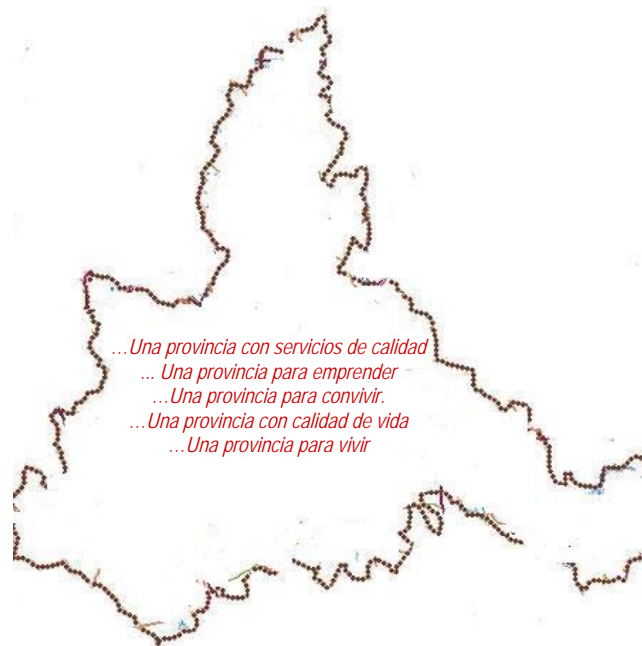 ...Una provincia con servicios de calidad
... Una provincia para emprender
...Una provincia para convivir.
...Una provincia con calidad de vida
...Una provincia para vivir